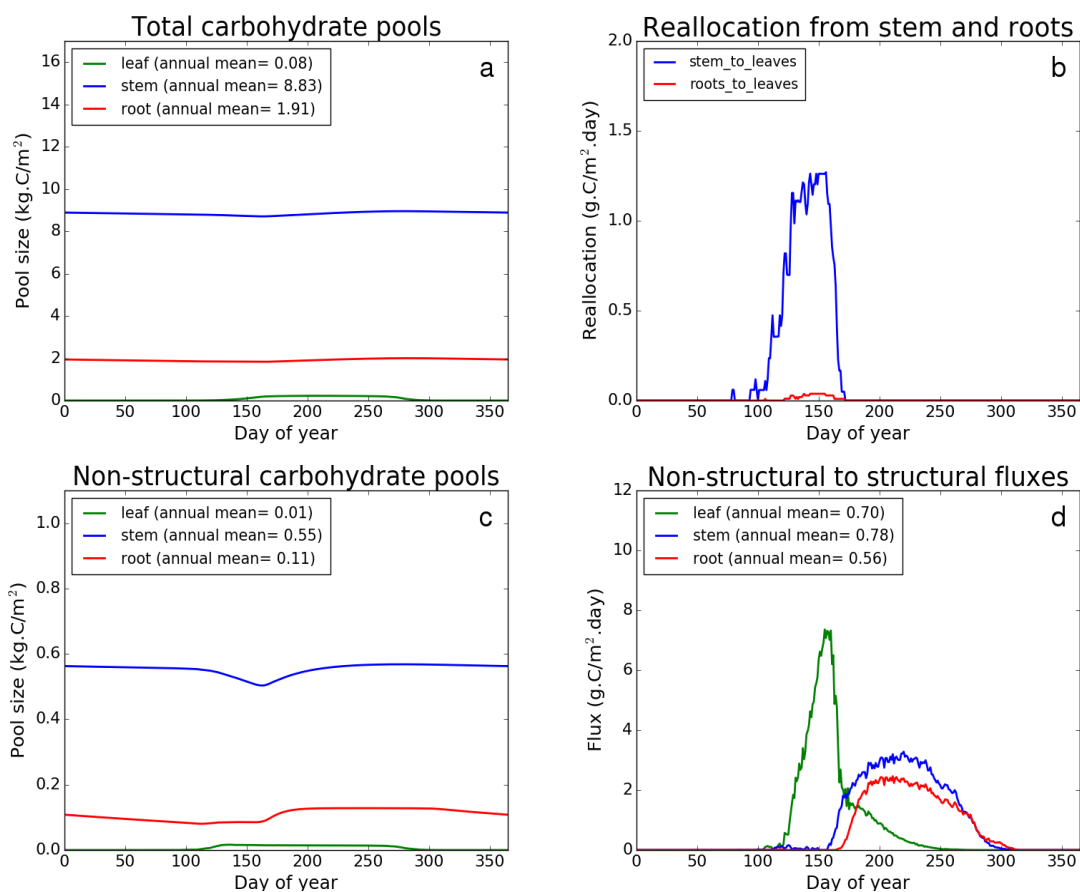 Total carbohydrate pools
a
leaf (annual mean= 0.08)
stem (annual mean= 8.83)
root (annual mean= 1.91)
Pool size (kg.C/m²)
16
14
12
10
8
6
4
2
0
0 50 100 150 200 250 300 350
Day of year
Reallocation from stem and roots
b
stem_to_leaves
roots_to_leaves
Reallocation (g.C/m².day)
2.0
1.5
1.0
0.5
0.0
0 50 100 150 200 250 300 350
Day of year
Non-structural carbohydrate pools
c
leaf (annual mean= 0.01)
stem (annual mean= 0.55)
root (annual mean= 0.11)
Pool size (kg.C/m²)
1.0
0.8
0.6
0.4
0.2
0.0
0 50 100 150 200 250 300 350
Day of year
Non-structural to structural fluxes
d
leaf (annual mean= 0.70)
stem (annual mean= 0.78)
root (annual mean= 0.56)
Flux (g.C/m².day)
12
10
8
6
4
2
0
0 50 100 150 200 250 300 350
Day of year